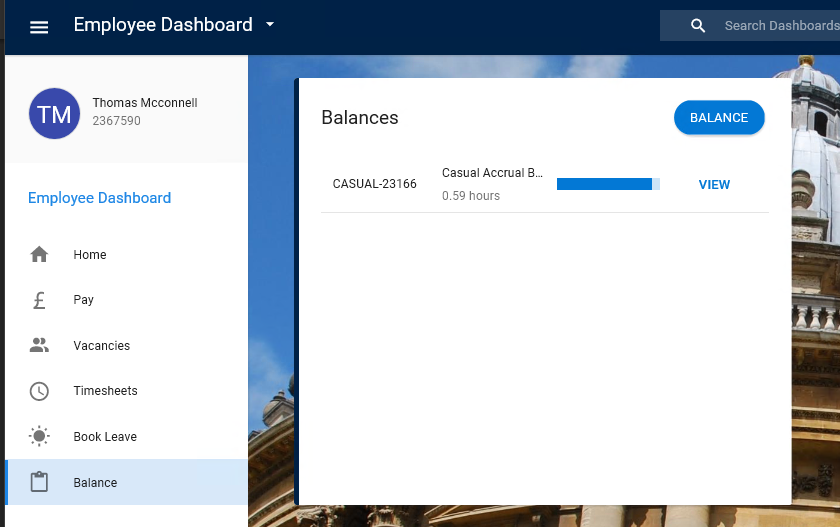 Employee Dashboard
Search Dashboards
TM
Thomas Mcconnell
2367590
Employee Dashboard
Home
Pay
Vacancies
Timesheets
Book Leave
Balance
Balances
BALANCE
CASUAL-23166
Casual Accrual B...
0.59 hours
VIEW